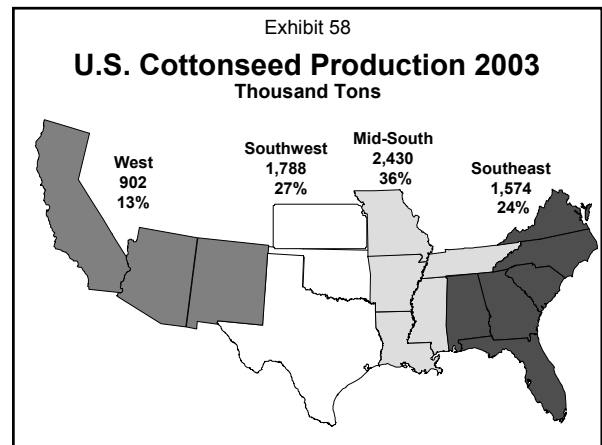 Exhibit 58
U.S. Cottonseed Production 2003
Thousand Tons
West
902
13%
Southwest
1,788
27%
Mid-South
2,430
36%
Southeast
1,574
24%